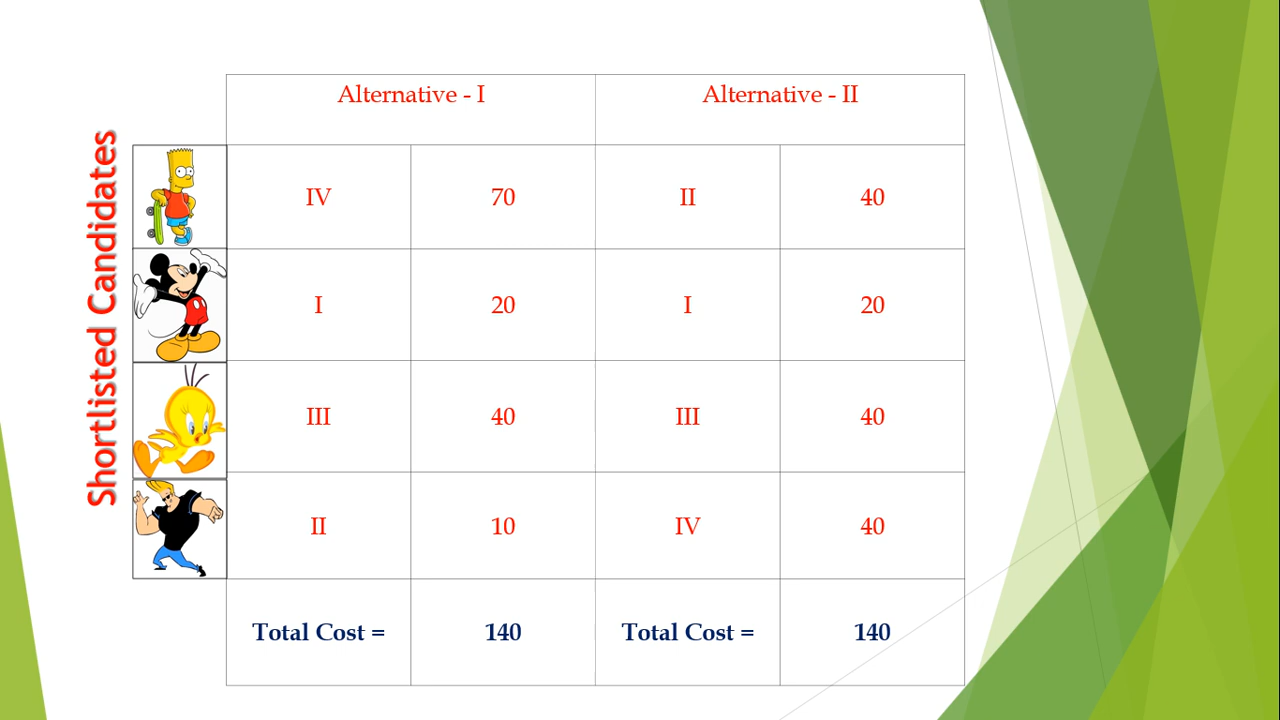 Shortlisted Candidates
Alternative - I Alternative - II
IV 70 II 40
I 20 I 20
III 40 III 40
II 10 IV 40
Total Cost = 140 Total Cost = 140